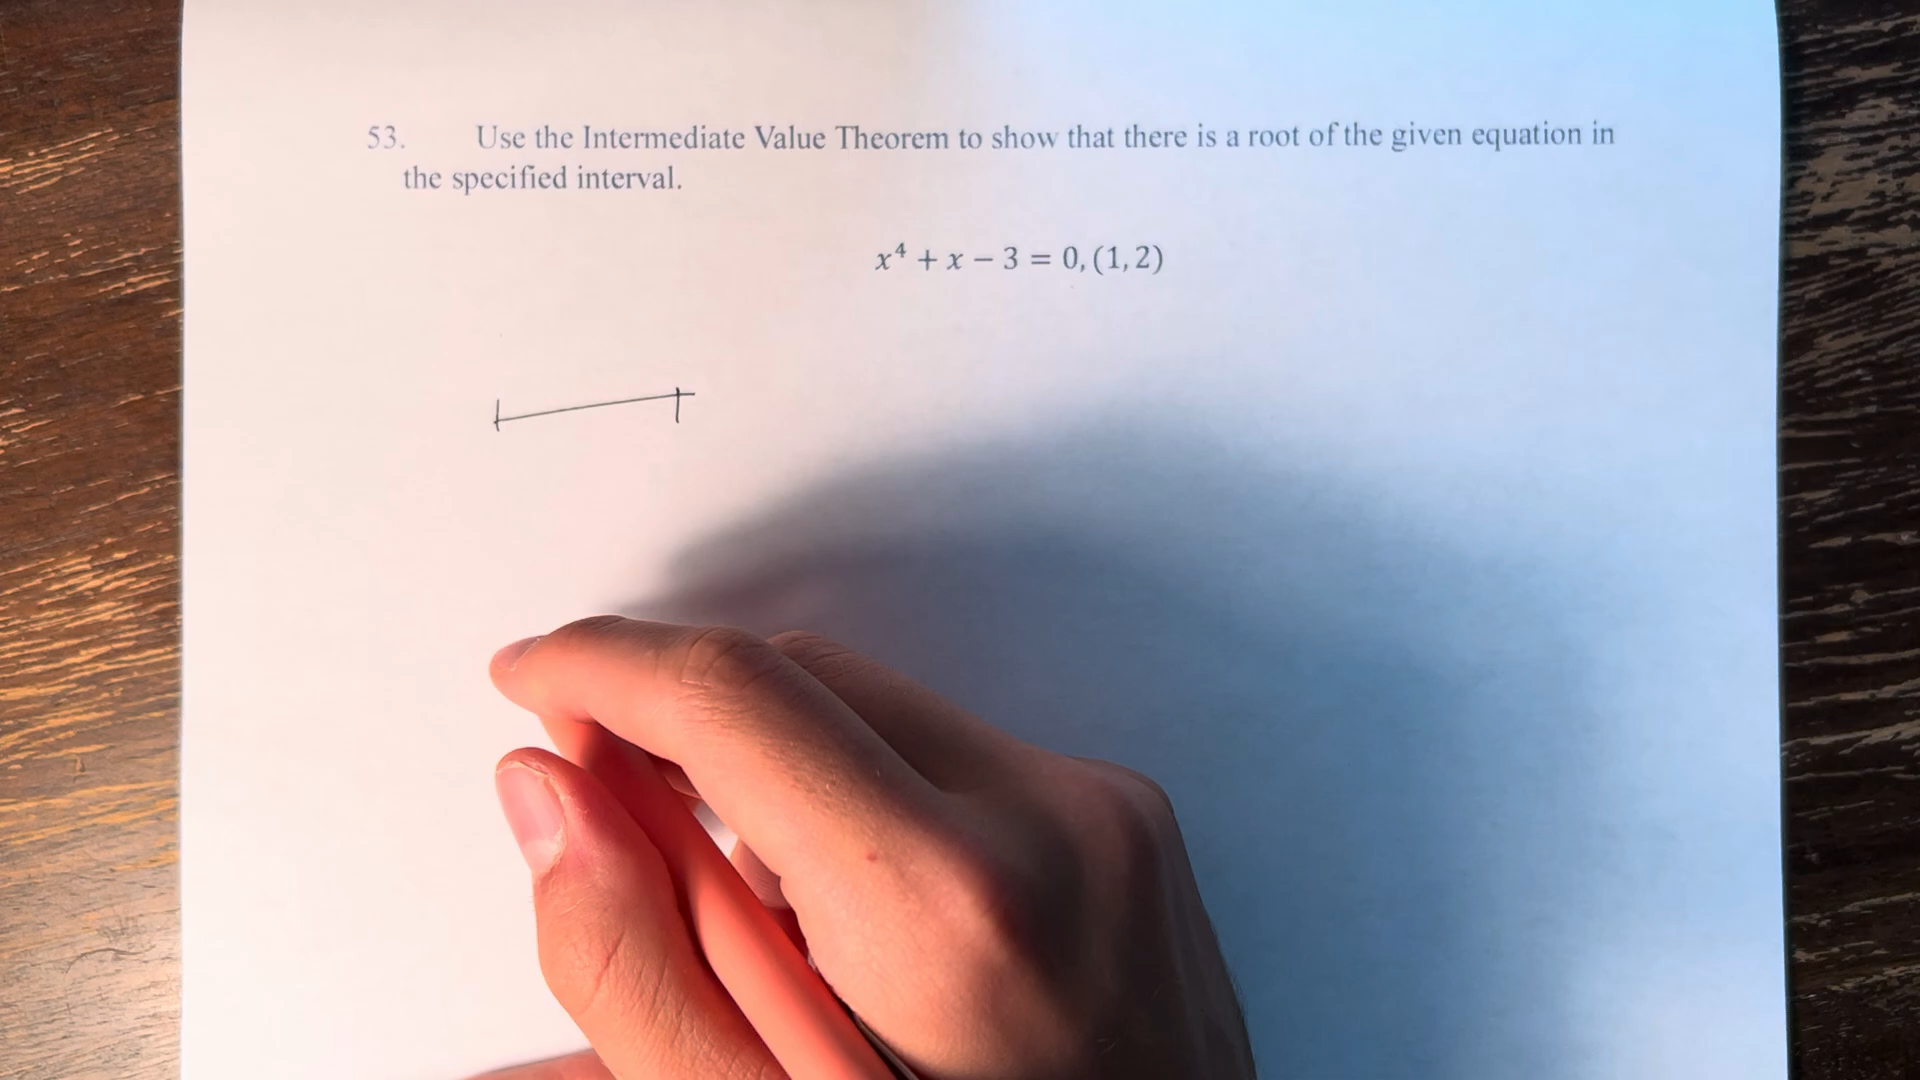 53. Use the Intermediate Value Theorem to show that there is a root of the given equation in
the specified interval.
x⁴ + x − 3 = 0, (1, 2)